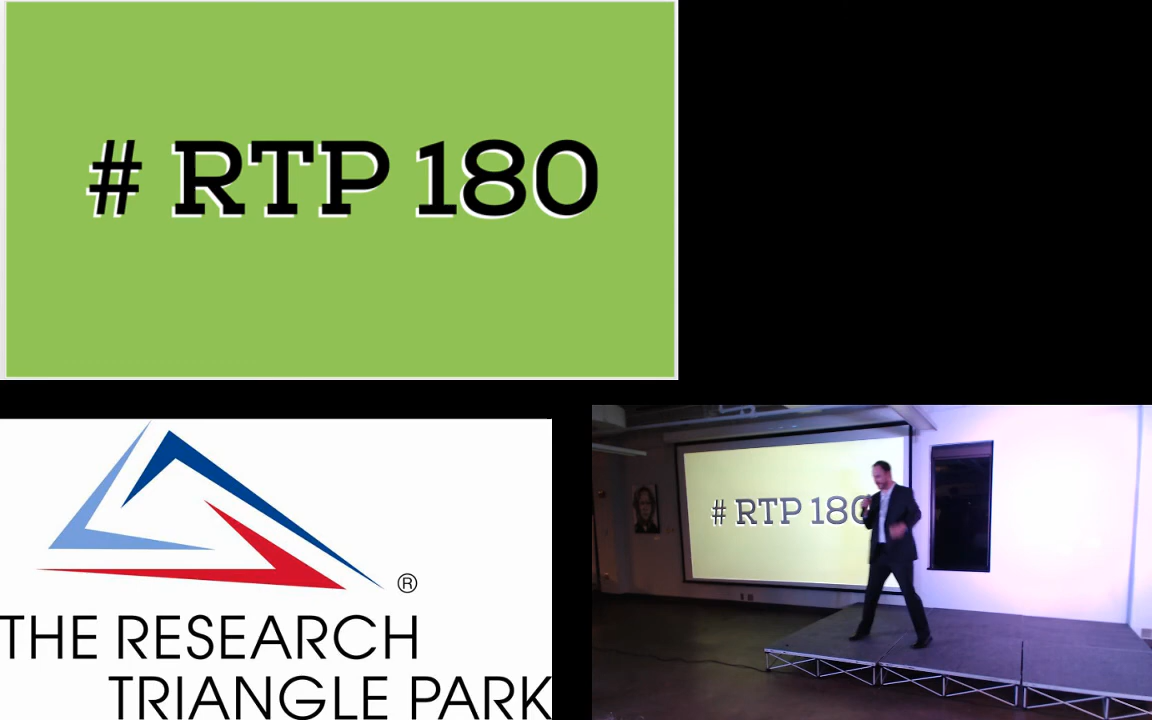 # RTP 180
®
THE RESEARCH
TRIANGLE PARK
# RTP 180